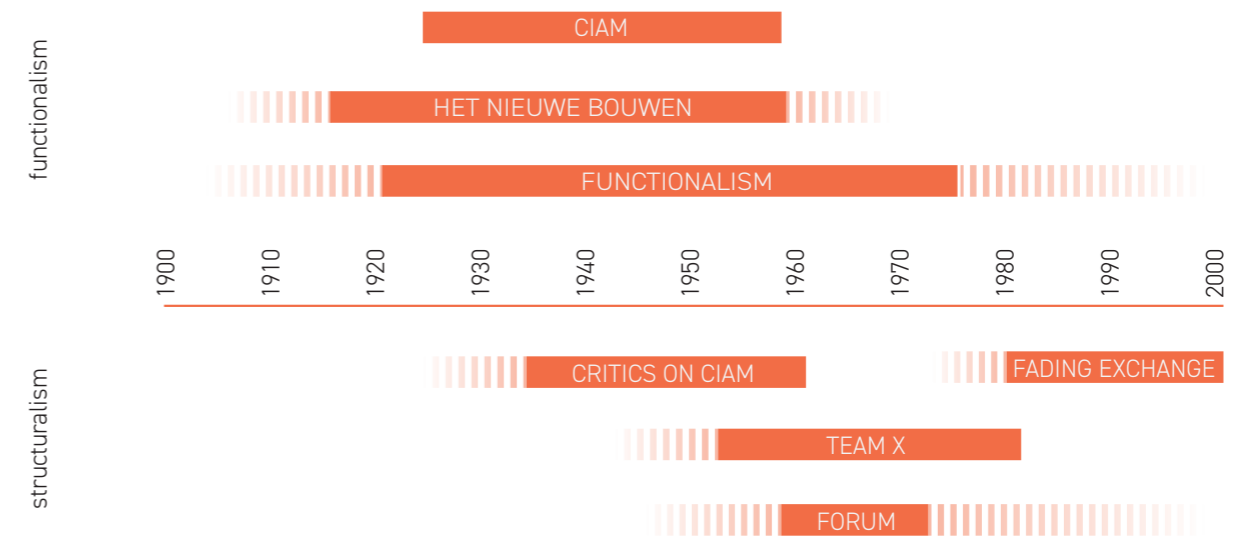 functionalism
CIAM
HET NIEUWE BOUWEN
FUNCTIONALISM
1900 1910 1920 1930 1940 1950 1960 1970 1980 1990 2000
structuralism
CRITICS ON CIAM
FADING EXCHANGE
TEAM X
FORUM